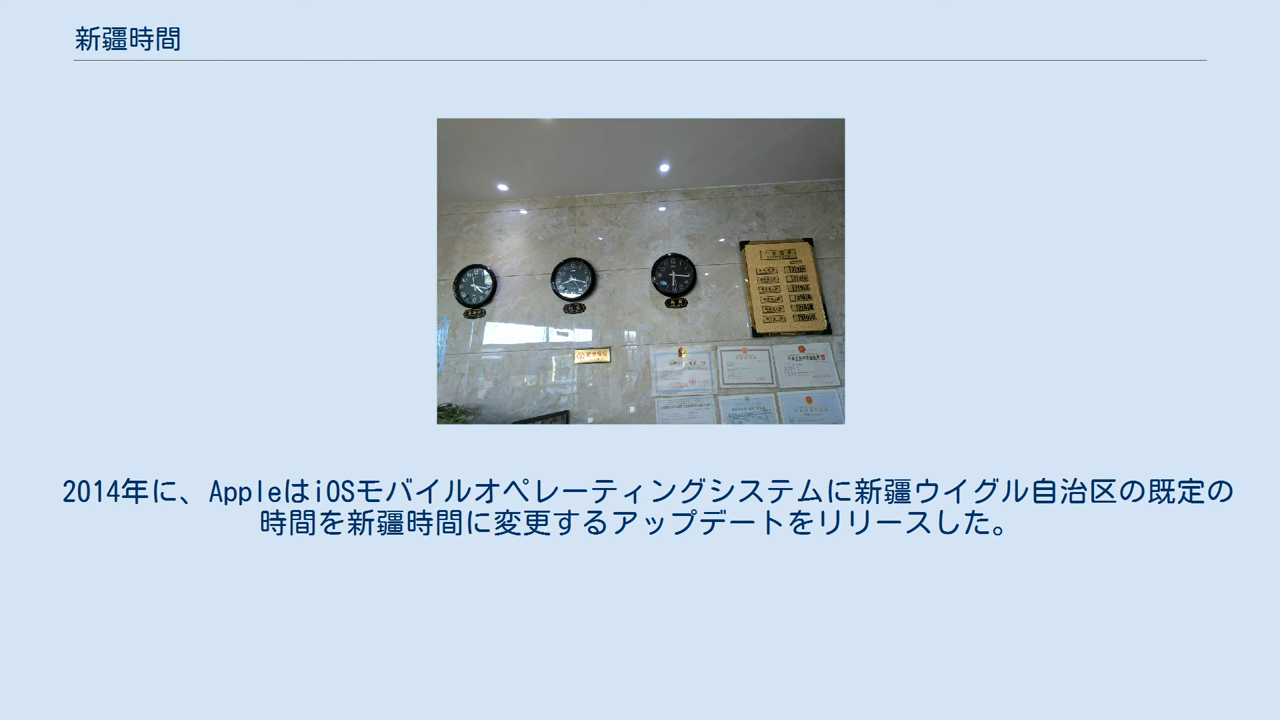 新疆時間
2014年に、AppleはiOSモバイルオペレーティングシステムに新疆ウイグル自治区の既定の
時間を新疆時間に変更するアップデートをリリースした。